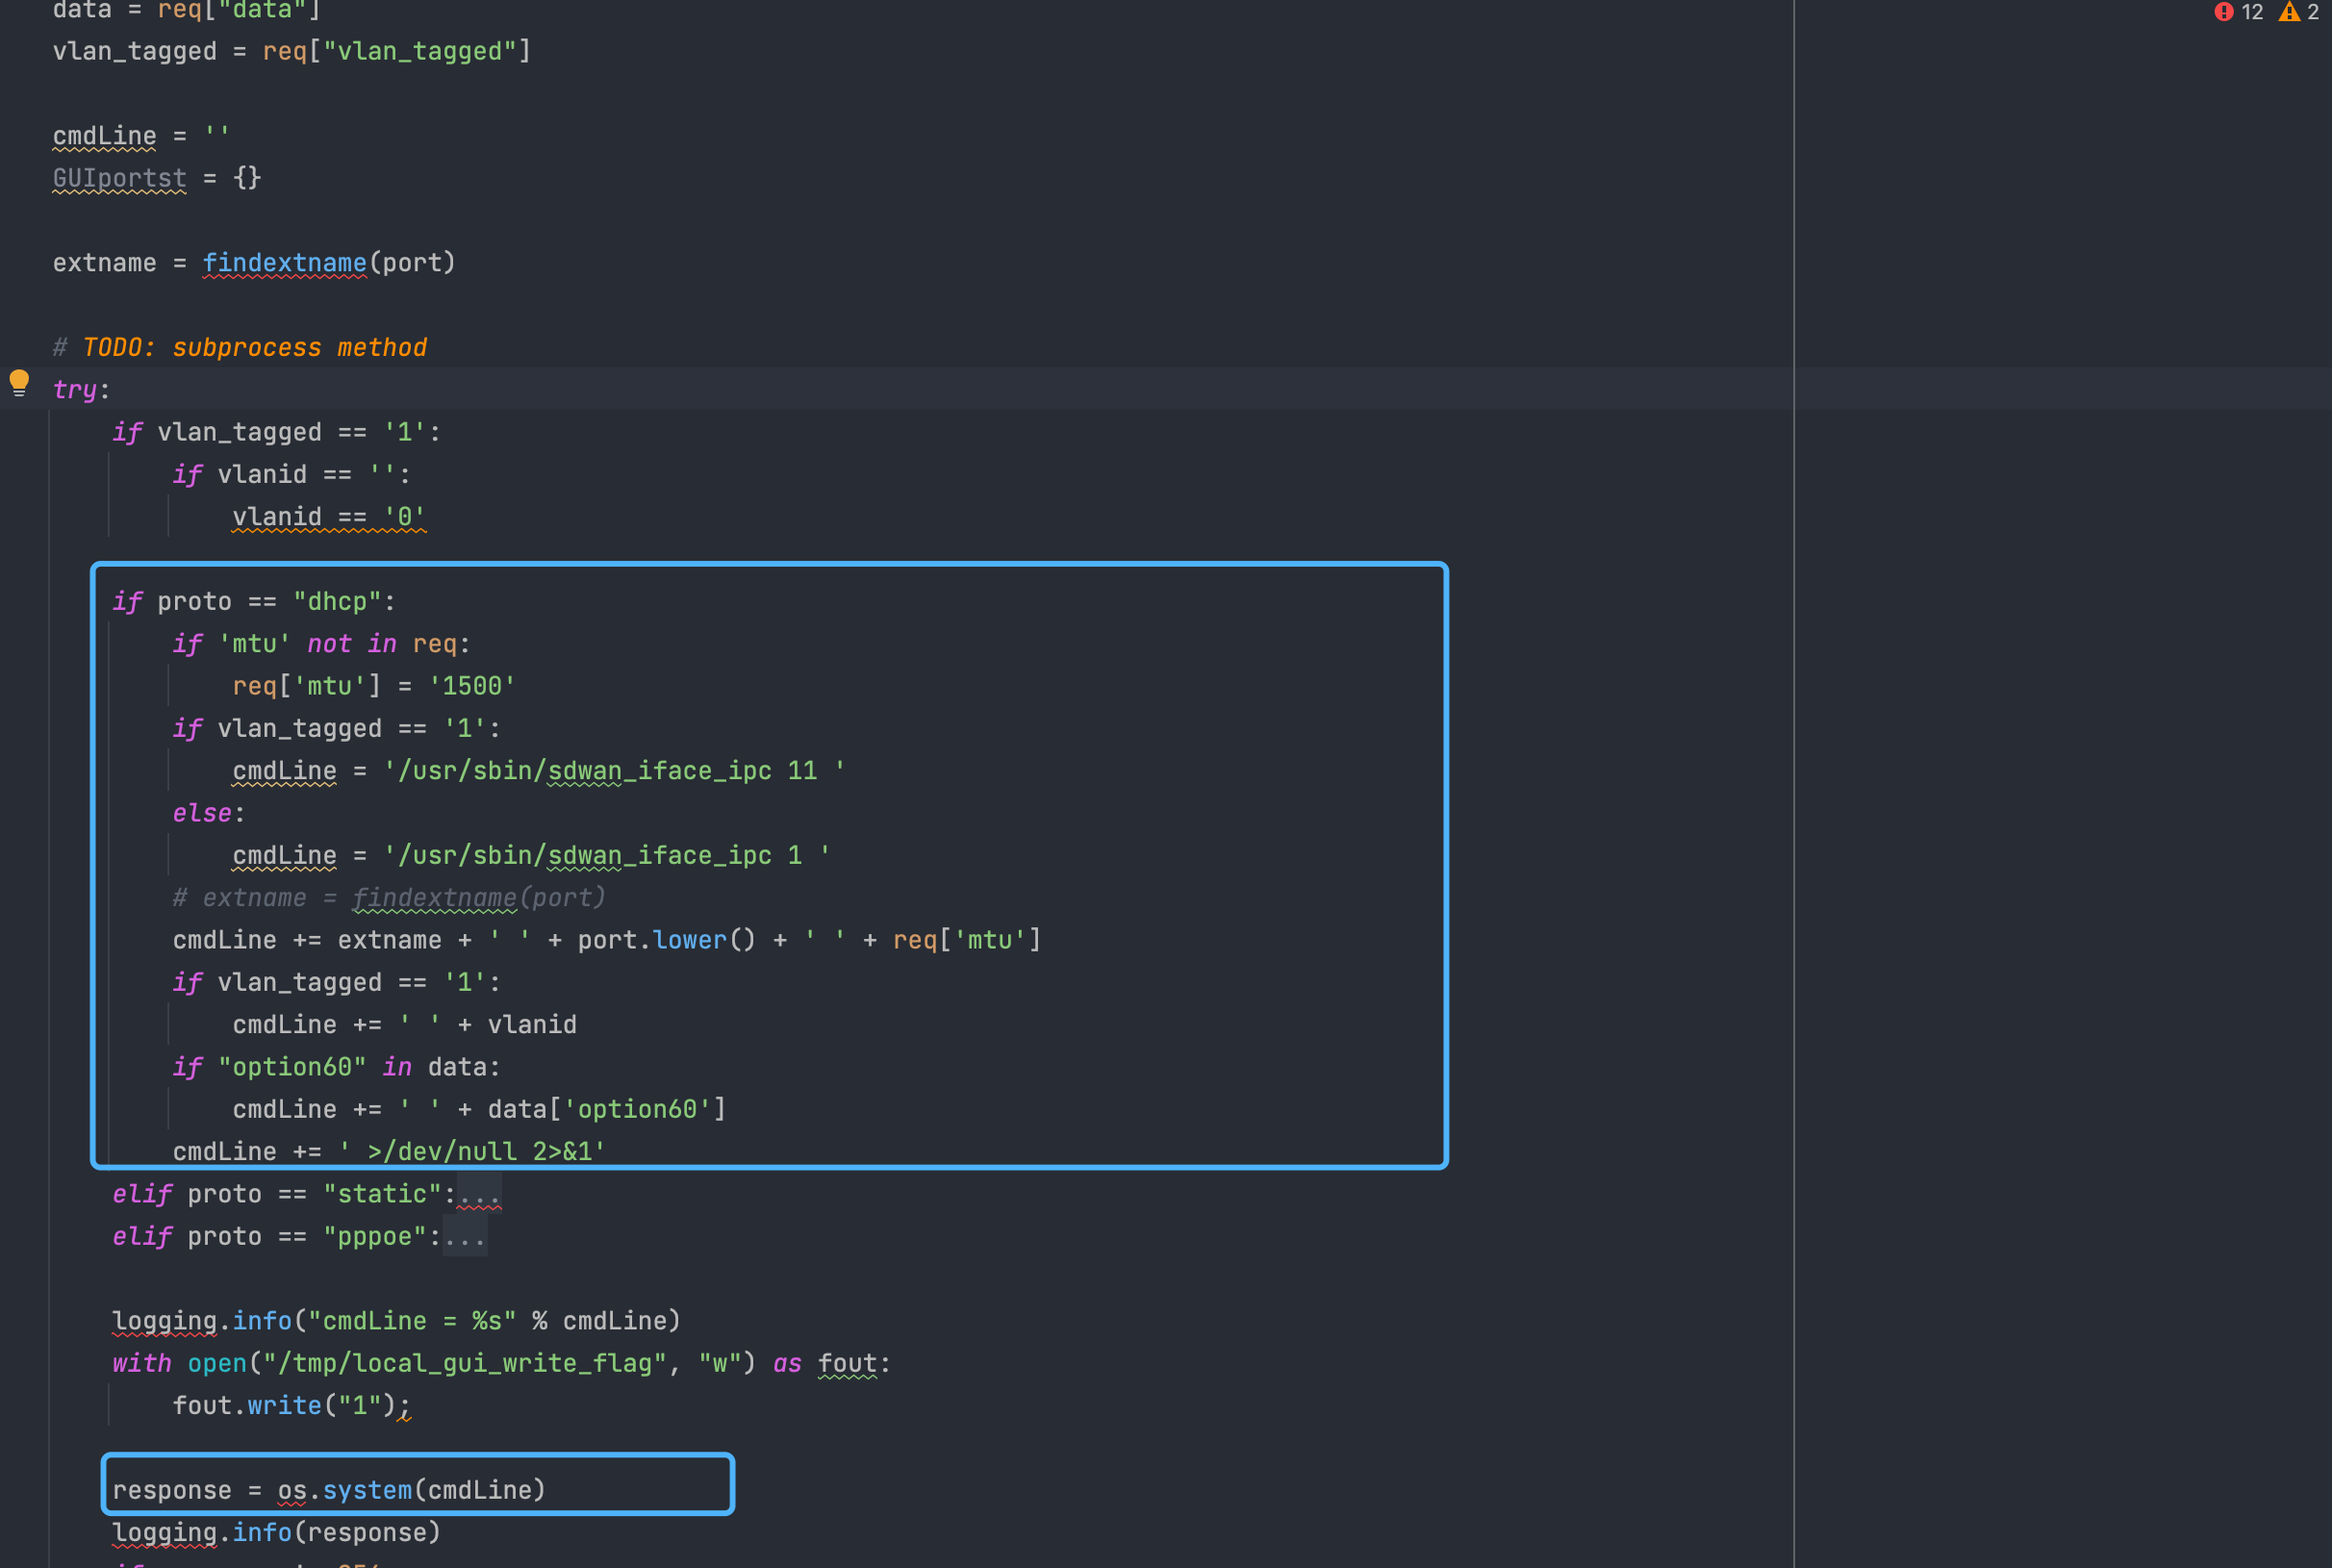 data = req["data"]
12 2
vlan_tagged = req["vlan_tagged"]
cmdLine = ''
GUIportst = {}
extname = findextname(port)
# TODO: subprocess method
try:
if vlan_tagged == '1':
if vlanid == '':
vlanid == '0'
if proto == "dhcp":
if 'mtu' not in req:
req['mtu'] = '1500'
if vlan_tagged == '1':
cmdLine = '/usr/sbin/sdwan_iface_ipc 11 '
else:
cmdLine = '/usr/sbin/sdwan_iface_ipc 1 '
# extname = findextname(port)
cmdLine += extname + ' ' + port.lower() + ' ' + req['mtu']
if vlan_tagged == '1':
cmdLine += ' ' + vlanid
if "option60" in data:
cmdLine += ' ' + data['option60']
cmdLine += ' >/dev/null 2>&1'
elif proto == "static":...
elif proto == "pppoe":...
logging.info("cmdLine = %s" % cmdLine)
with open("/tmp/local_gui_write_flag", "w") as fout:
fout.write("1");
response = os.system(cmdLine)
logging.info(response)